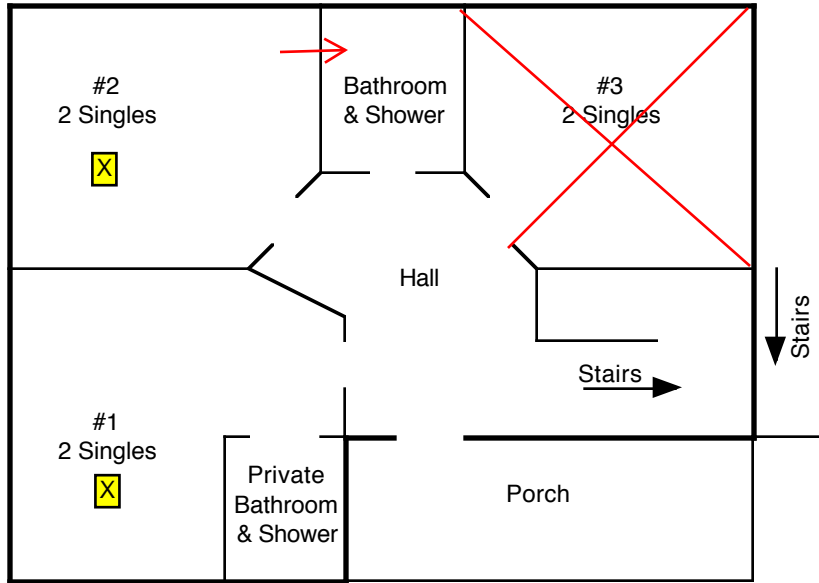 #2
2 Singles
X
Bathroom
& Shower
#3
2 Singles
Hall
Stairs
Stairs
#1
2 Singles
X
Private
Bathroom
& Shower
Porch